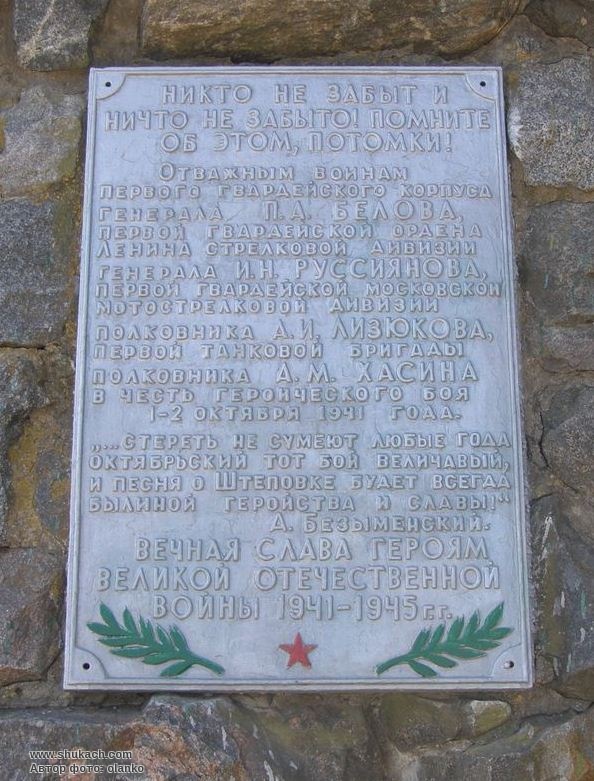 НИКТО НЕ ЗАБЫТ И
НИЧТО НЕ ЗАБЫТО! ПОМНИТЕ
ОБ ЭТОМ, ПОТОМКИ!
ОТВАЖНЫМ ВОИНАМ
ПЕРВОГО ГВАРДЕЙСКОГО КОРПУСА
ГЕНЕРАЛА П.А. БЕЛОВА,
ПЕРВОЙ ГВАРДЕЙСКОЙ ОРДЕНА
ЛЕНИНА СТРЕЛКОВОЙ ДИВИЗИИ
ГЕНЕРАЛА И.Н. РУССИЯНОВА,
ПЕРВОЙ ГВАРДЕЙСКОЙ МОСКОВСКОЙ
МОТОСТРЕЛКОВОЙ ДИВИЗИИ
ПОЛКОВНИКА А.И. ЛИЗЮКОВА,
ПЕРВОЙ ТАНКОВОЙ БРИГАДЫ
ПОЛКОВНИКА А.М. ХАСИНА
В ЧЕСТЬ ГЕРОИЧЕСКОГО БОЯ
1-2 ОКТЯБРЯ 1941 ГОДА.
„...СТЕРЕТЬ НЕ СУМЕЮТ ЛЮБЫЕ ГОДА
ОКТЯБРЬСКИЙ ТОТ БОЙ ВЕЛИЧАВЫЙ,
И ПЕСНЯ О ШТЕПОВКЕ БУДЕТ ВСЕГДА
БЫЛИНОЙ ГЕРОЙСТВА И СЛАВЫ!"
А. БЕЗЫМЕНСКИЙ.
ВЕЧНАЯ СЛАВА ГЕРОЯМ
ВЕЛИКОЙ ОТЕЧЕСТВЕННОЙ
ВОЙНЫ 1941-1945 г.г.
www.shukach.com
Автор фото: olanko